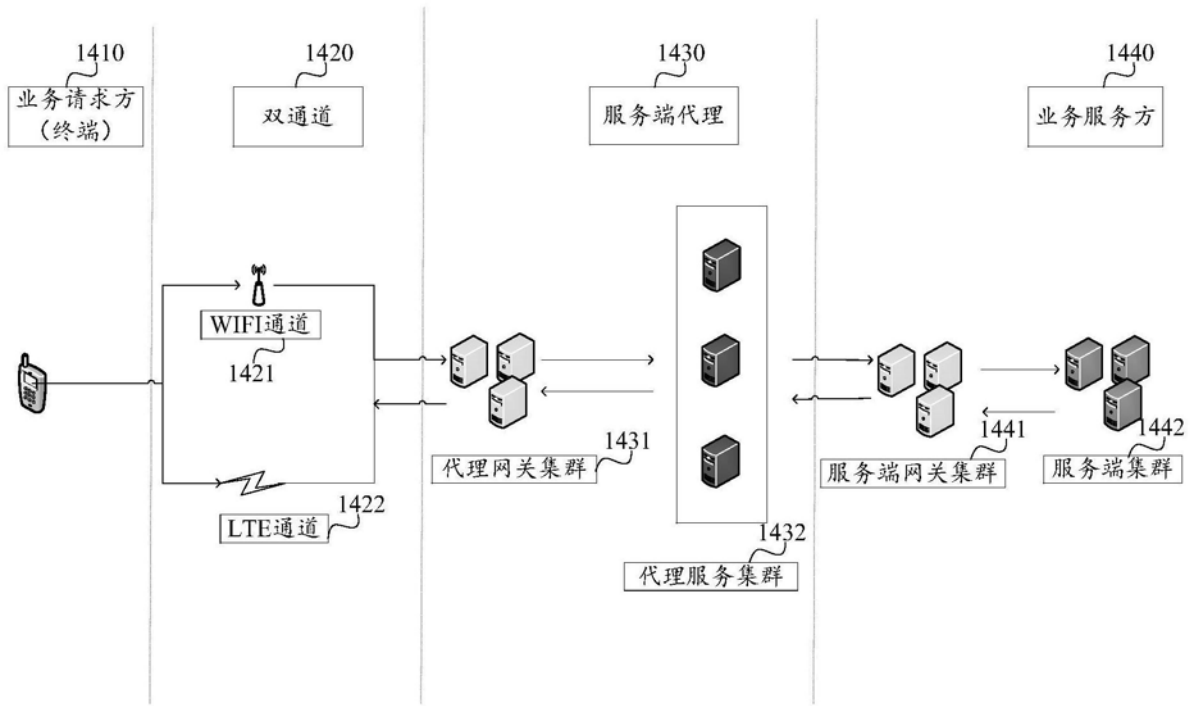 1410
业务请求方
（终端）
1420
双通道
1430
服务端代理
1440
业务服务方
WIFI通道
1421
LTE通道
1422
代理网关集群
1431
代理服务集群
1432
服务端网关集群
1441
服务端集群
1442